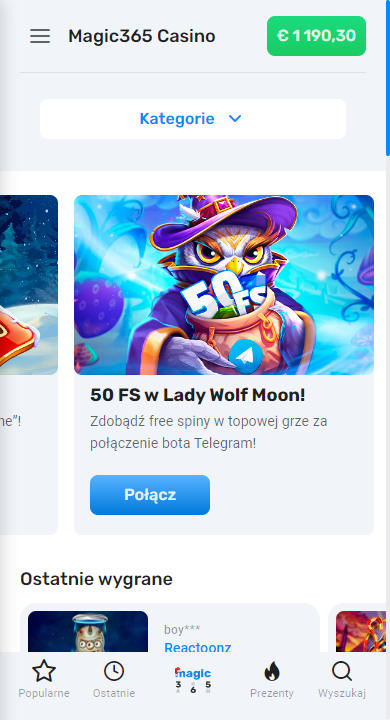 Magic365 Casino
€ 1 190,30
Kategorie
50 FS
ne"!
50 FS w Lady Wolf Moon!
Zdobądź free spiny w topowej grze za
połączenie bota Telegram!
Połącz
Ostatnie wygrane
boy***
Reactoonz
Popularne
Ostatnie
magic
3 6 5
Prezenty
Wyszukaj